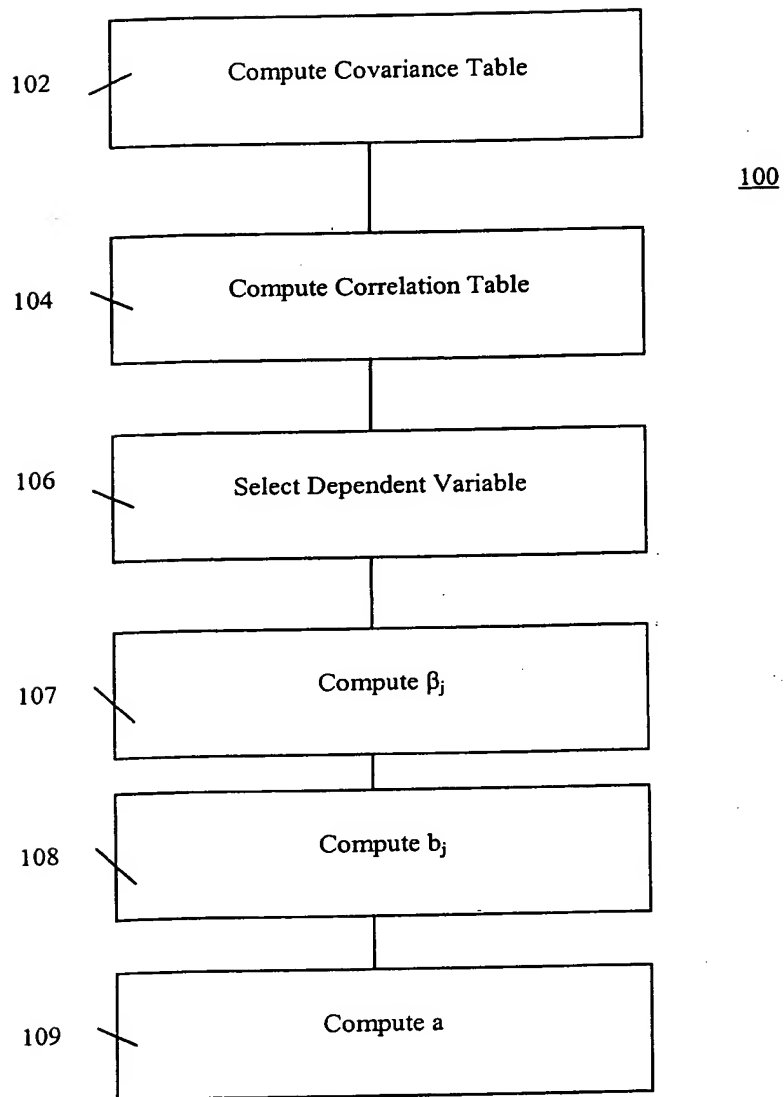 102
Compute Covariance Table
100
104
Compute Correlation Table
106
Select Dependent Variable
107
Compute βj
108
Compute bj
109
Compute a